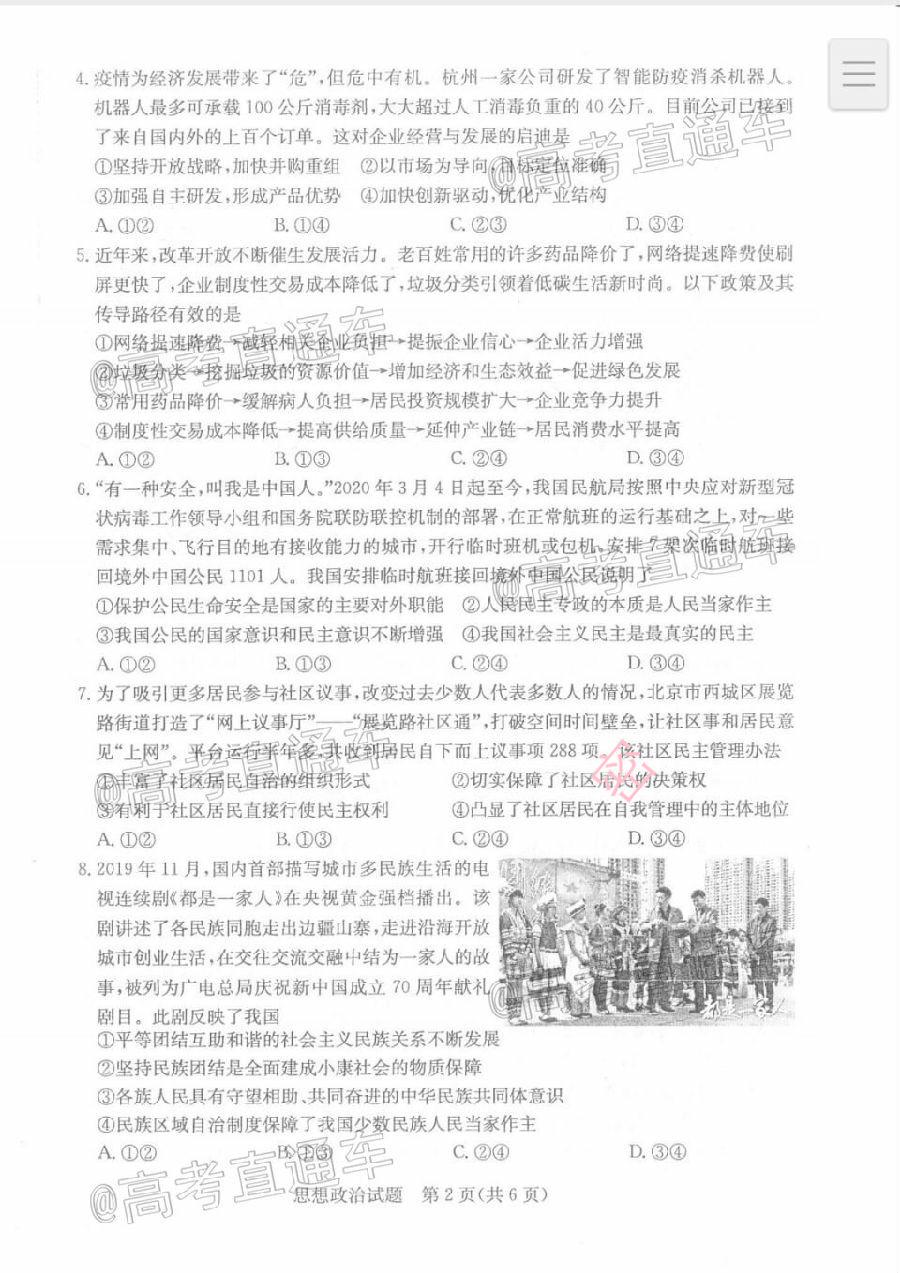 4. 疫情为经济发展带来了“危”，但危中有机。杭州一家公司研发了智能防疫消杀机器人。
机器人最多可承载 100 公斤消毒剂，大大超过人工消毒负重的 40 公斤。目前公司已接到
了来自国内外的上百个订单。这对企业经营与发展的启迪是
①坚持开放战略，加快并购重组 ②以市场为导向，目标定位准确
③加强自主研发，形成产品优势 ④加快创新驱动，优化产业结构
A. ①② B. ①④ C. ②③ D. ③④
5. 近年来，改革开放不断催生发展活力。老百姓常用的许多药品降价了，网络提速降费使刷
屏更快了，企业制度性交易成本降低了，垃圾分类引领着低碳生活新时尚。以下政策及其
传导路径有效的是
①网络提速降费→减轻相关企业负担→提振企业信心→企业活力增强
②垃圾分类→挖掘垃圾的资源价值→增加经济和生态效益→促进绿色发展
③常用药品降价→缓解病人负担→居民投资规模扩大→企业竞争力提升
④制度性交易成本降低→提高供给质量→延伸产业链→居民消费水平提高
A. ①② B. ①③ C. ②④ D. ③④
6. “有一种安全，叫我是中国人。”2020 年 3 月 4 日起至今，我国民航局按照中央应对新型冠
状病毒工作领导小组和国务院联防联控机制的部署，在正常航班的运行基础之上，对一些
需求集中、飞行目的地有接收能力的城市，开行临时班机或包机、安排 7 架次临时航班接
回境外中国公民 1101 人。我国安排临时航班接回境外中国公民说明了
①保护公民生命安全是国家的主要对外职能 ②人民民主专政的本质是人民当家作主
③我国公民的国家意识和民主意识不断增强 ④我国社会主义民主是最真实的民主
A. ①② B. ①③ C. ②④ D. ③④
7. 为了吸引更多居民参与社区议事，改变过去少数人代表多数人的情况，北京市西城区展览
路街道打造了“网上议事厅”——“展览路社区通”，打破空间时间壁垒，让社区事和居民意
见“上网”。平台运行半年多，共收到居民自下而上议事项 288 项。该社区民主管理办法
①丰富了社区居民自治的组织形式 ②切实保障了社区居民的决策权
③有利于社区居民直接行使民主权利 ④凸显了社区居民在自我管理中的主体地位
A. ①② B. ①③ C. ②④ D. ③④
8. 2019 年 11 月，国内首部描写城市多民族生活的电
视连续剧《都是一家人》在央视黄金强档播出。该
剧讲述了各民族同胞走出边疆山寨，走进沿海开放
城市创业生活，在交往交流交融中结为一家人的故
事，被列为广电总局庆祝新中国成立 70 周年献礼
剧目。此剧反映了我国
①平等团结互助和谐的社会主义民族关系不断发展
②坚持民族团结是全面建成小康社会的物质保障
③各族人民具有守望相助、共同奋进的中华民族共同体意识
④民族区域自治制度保障了我国少数民族人民当家作主
A. ①② B. ①③ C. ②④ D. ③④
都是一家人
思想政治试题 第 2 页(共 6 页)
@高考直通车
@高考直通车
@高考直通车
@高考直通车
@高考直通车
@高考直通车